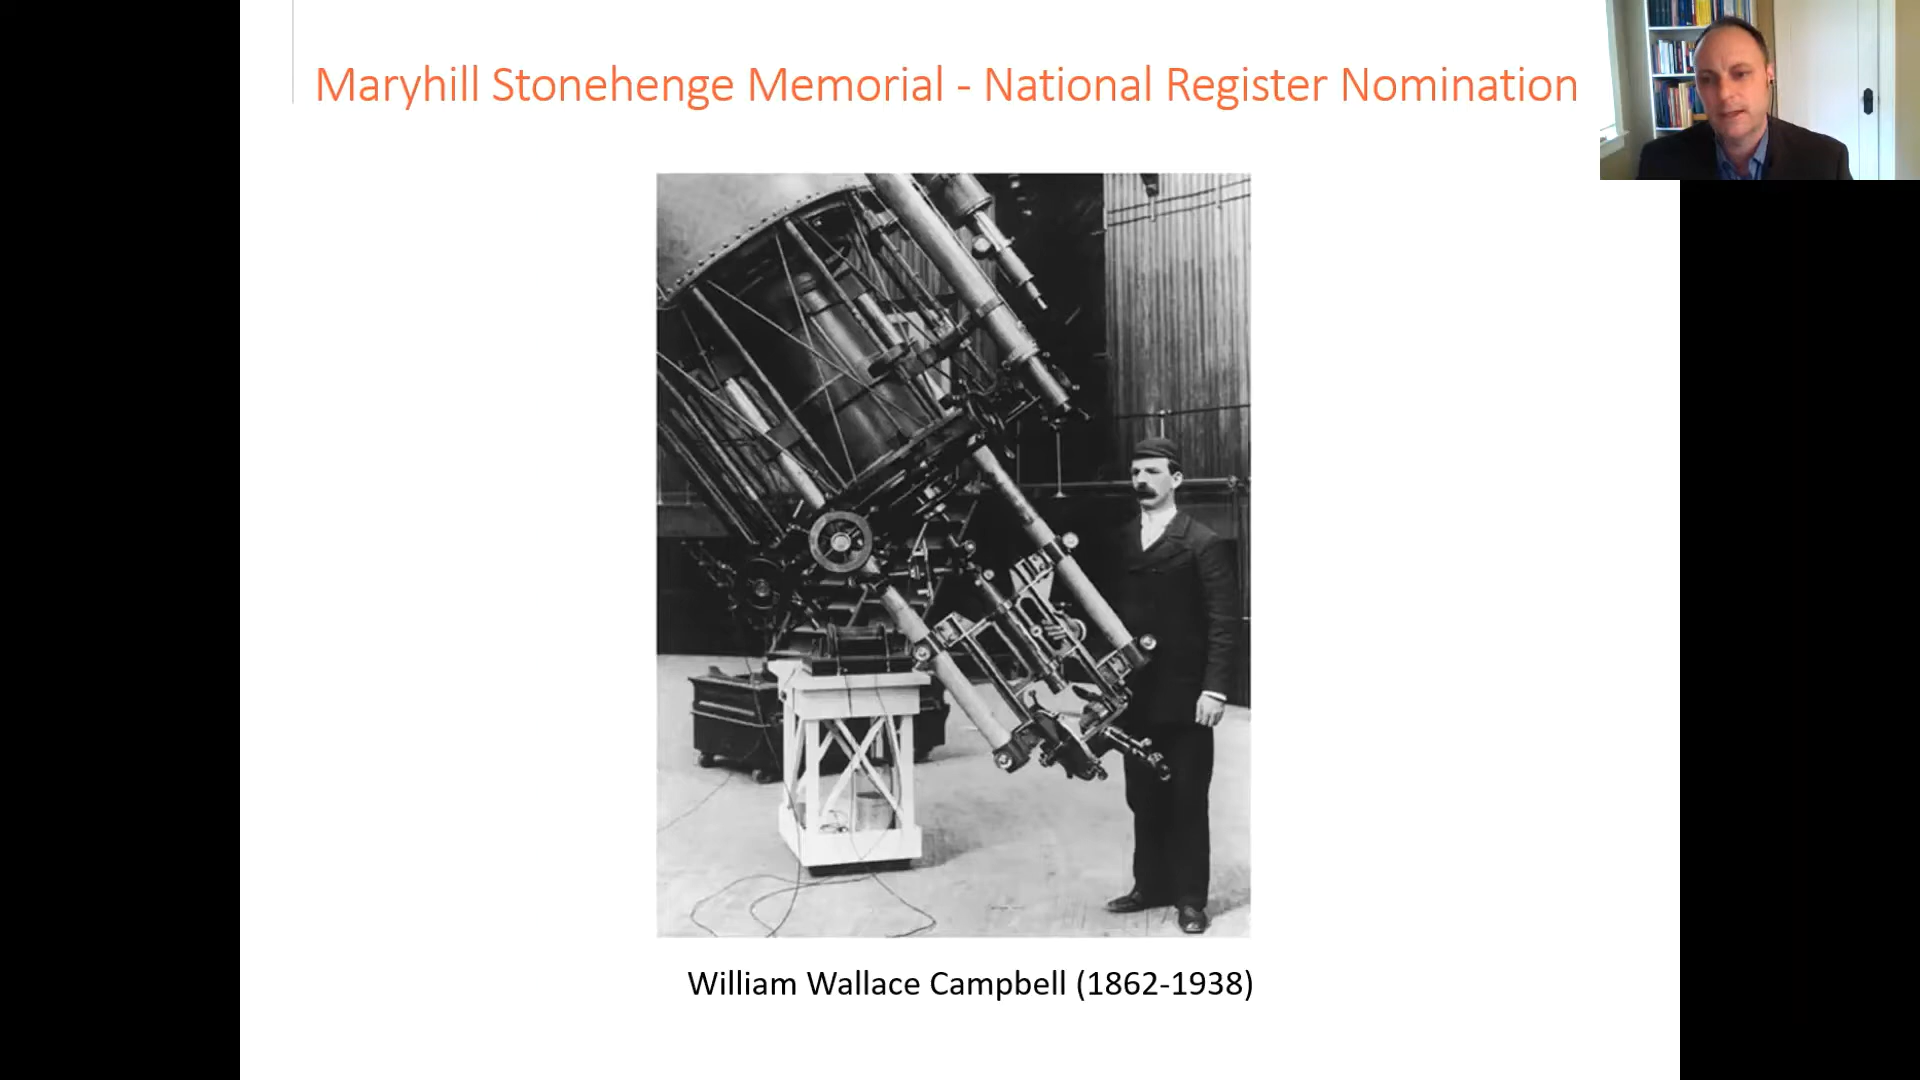 Maryhill Stonehenge Memorial - National Register Nomination
William Wallace Campbell (1862-1938)